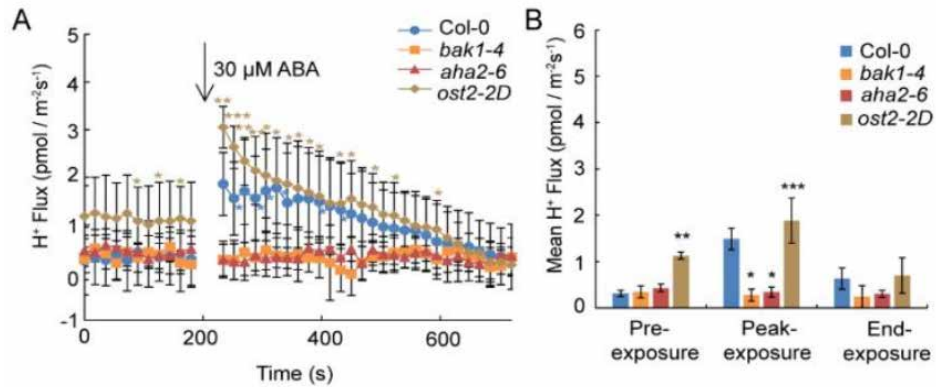 A
B
H⁺ Flux (pmol / m⁻²s⁻¹)
5
4
3
2
1
0
-1
0
200
400
600
Time (s)
30 µM ABA
Col-0
bak1-4
aha2-6
ost2-2D
Mean H⁺ Flux (pmol / m⁻²s⁻¹)
6
5
4
3
2
1
0
Col-0
bak1-4
aha2-6
ost2-2D
**
*
*
***
Pre-
exposure
Peak-
exposure
End-
exposure